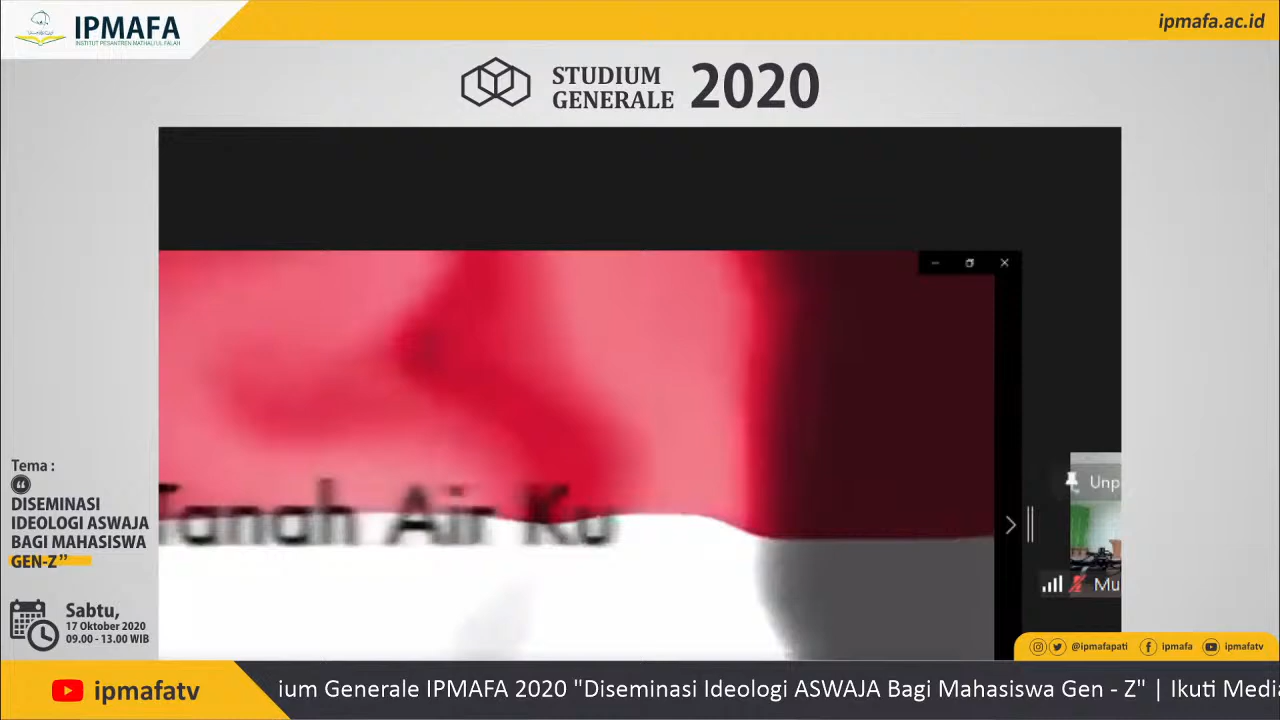 IPMAFA
INSTITUT PESANTREN MATHALI'UL FALAH
ipmafa.ac.id
STUDIUM
GENERALE
2020
Tanah Air Ku
Unp
Mu
Tema :
“
DISEMINASI
IDEOLOGI ASWAJA
BAGI MAHASISWA
GEN-Z”
Sabtu,
17 Oktober 2020
09.00 - 13.00 WIB
@ipmafapati
ipmafa
ipmafatv
ipmafatv
ium Generale IPMAFA 2020 "Diseminasi Ideologi ASWAJA Bagi Mahasiswa Gen - Z" | Ikuti Media